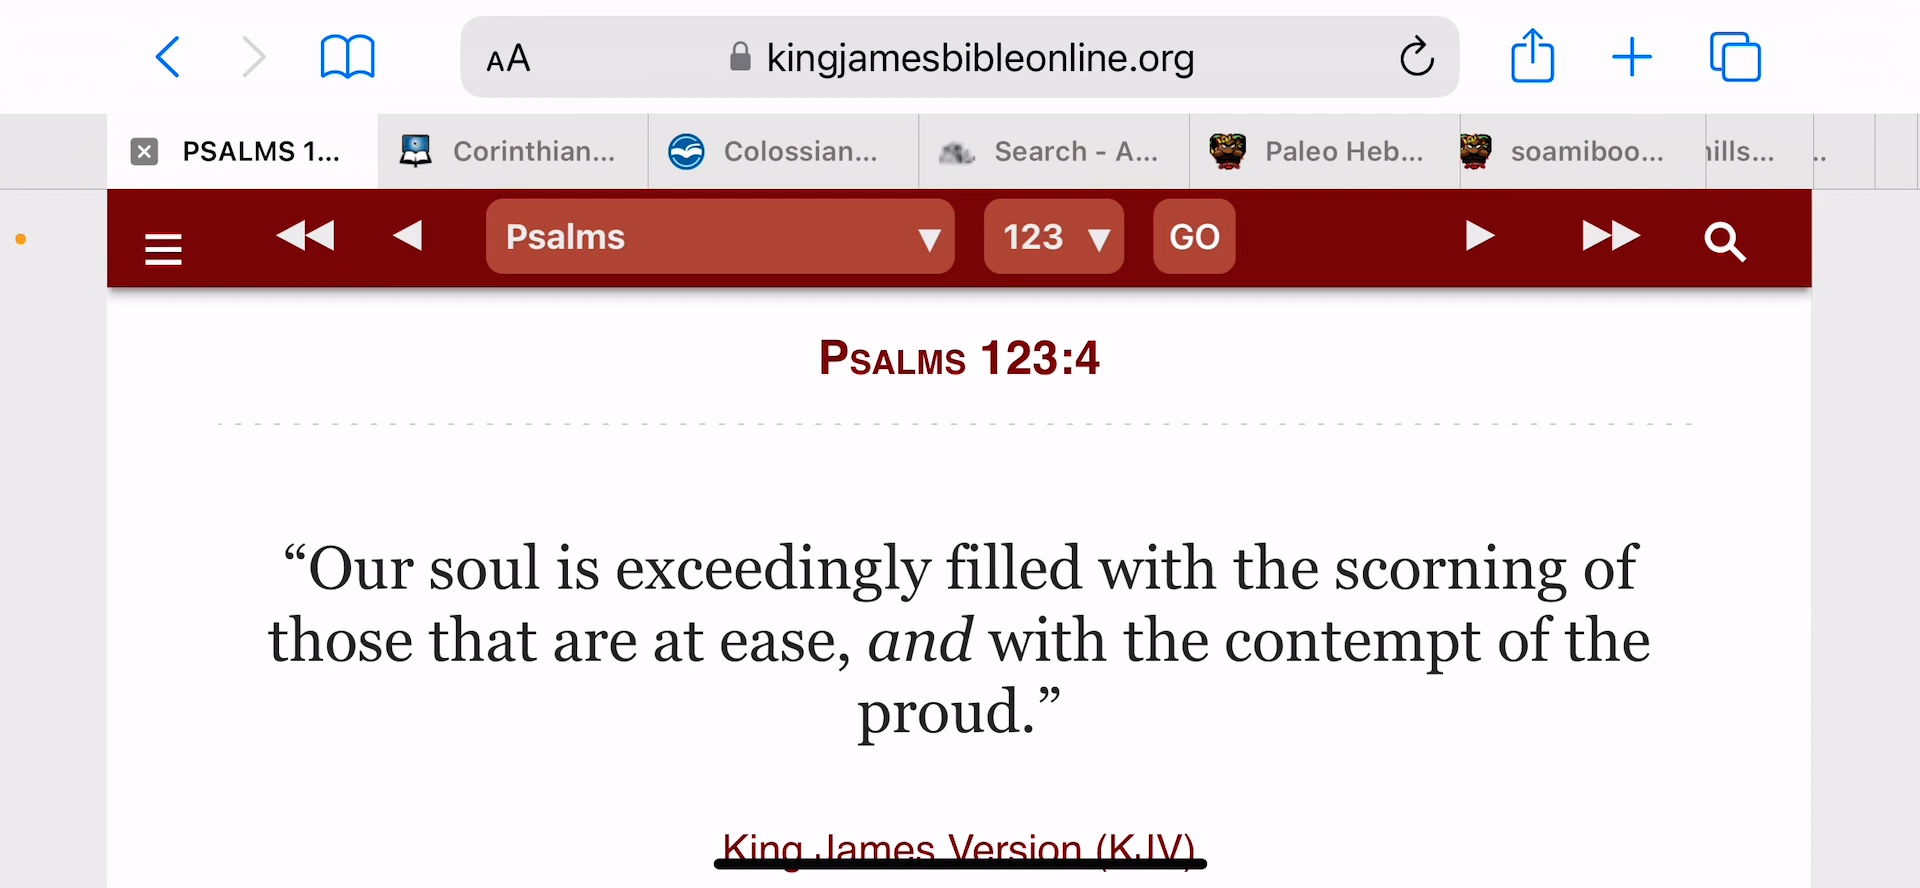 AA kingjamesbibleonline.org
PSALMS 1... Corinthian... Colossian... Search - A... Paleo Heb... soamiboo... hills... ..
Psalms 123 GO
PSALMS 123:4
“Our soul is exceedingly filled with the scorning of
those that are at ease, and with the contempt of the
proud.”
King James Version (KJV)